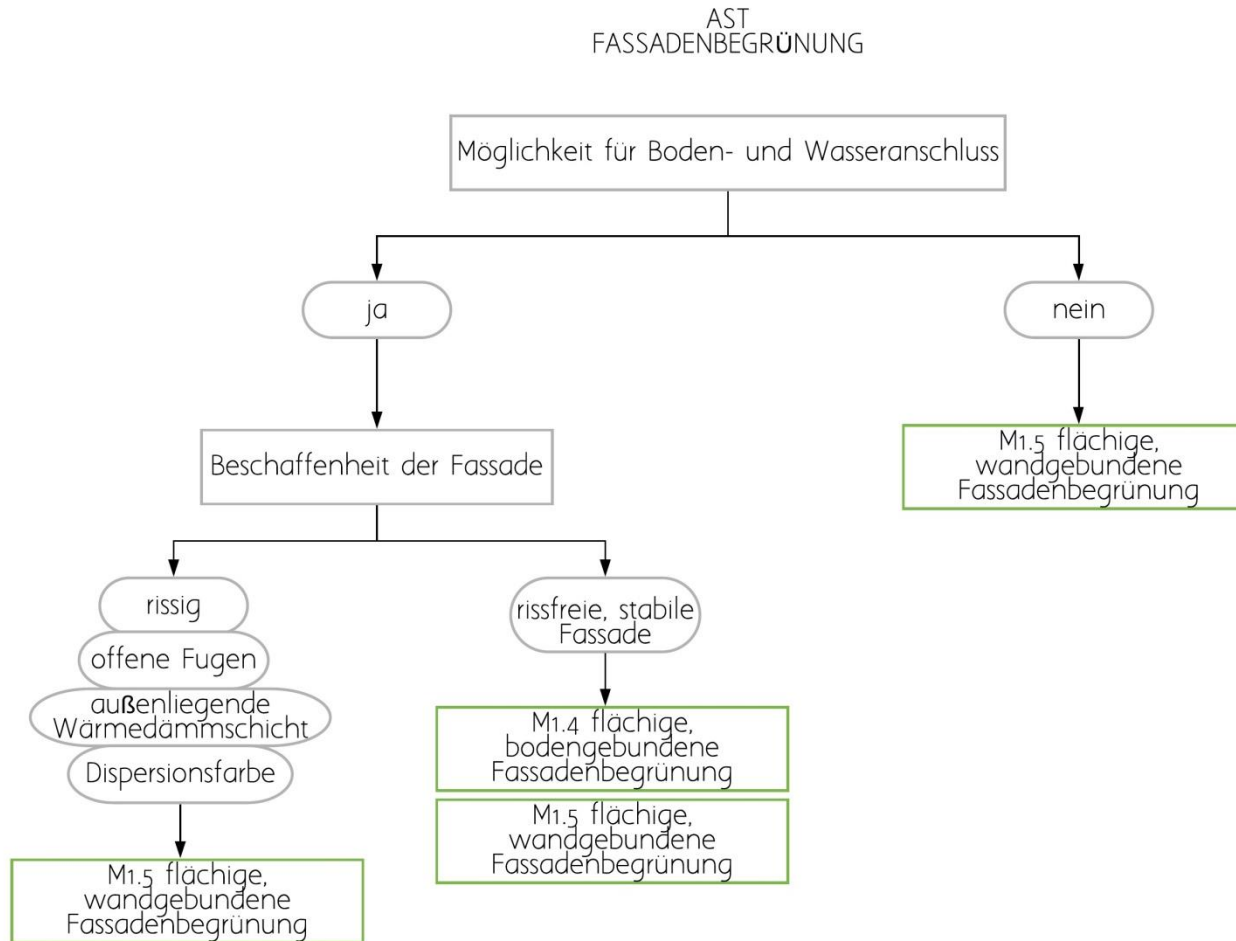 AST
FASSADENBEGRÜNUNG
Möglichkeit für Boden- und Wasseranschluss
ja
nein
Beschaffenheit der Fassade
M1.5 flächige,
wandgebundene
Fassadenbegrünung
rissig
offene Fugen
außenliegende
Wärmedämmschicht
Dispersionsfarbe
rissfreie, stabile
Fassade
M1.4 flächige,
bodengebundene
Fassadenbegrünung
M1.5 flächige,
wandgebundene
Fassadenbegrünung
M1.5 flächige,
wandgebundene
Fassadenbegrünung